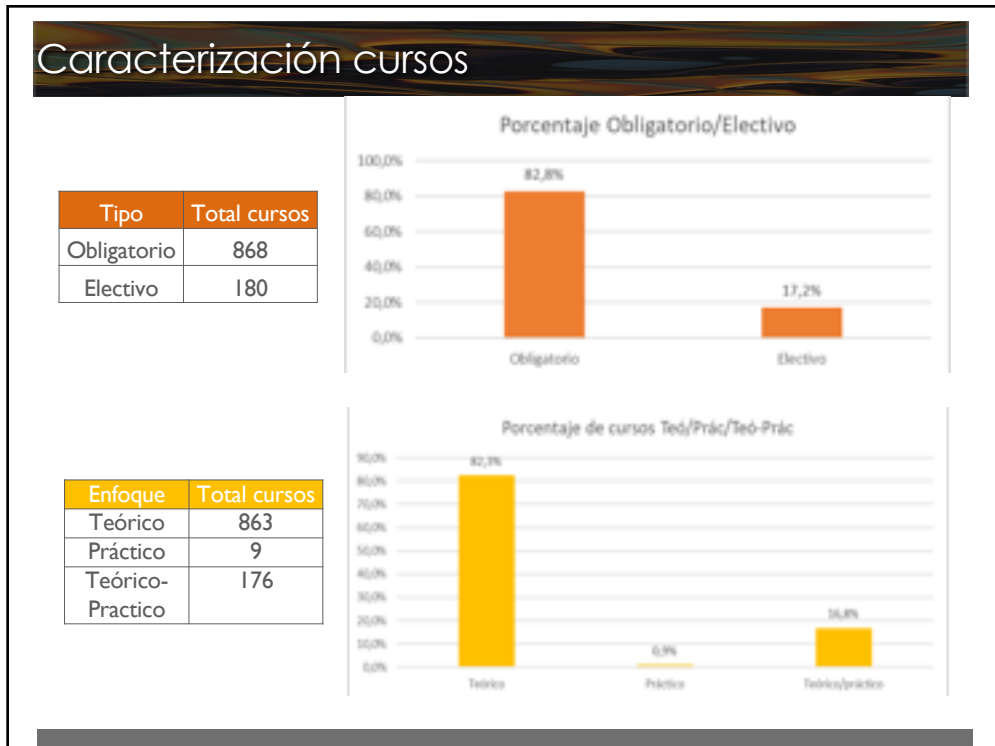 Caracterización cursos
Porcentaje Obligatorio/Electivo
100,0%
80,0%
60,0%
40,0%
20,0%
0,0%
82,8%
17,2%
Obligatorio
Electivo
Tipo Total cursos
Obligatorio 868
Electivo 180
Porcentaje de cursos Teó/Prác/Teó-Prác
90,0%
80,0%
70,0%
60,0%
50,0%
40,0%
30,0%
20,0%
10,0%
0,0%
82,3%
0,9%
16,8%
Teórico
Práctico
Teórico/práctico
Enfoque Total cursos
Teórico 863
Práctico 9
Teórico- 176
Practico